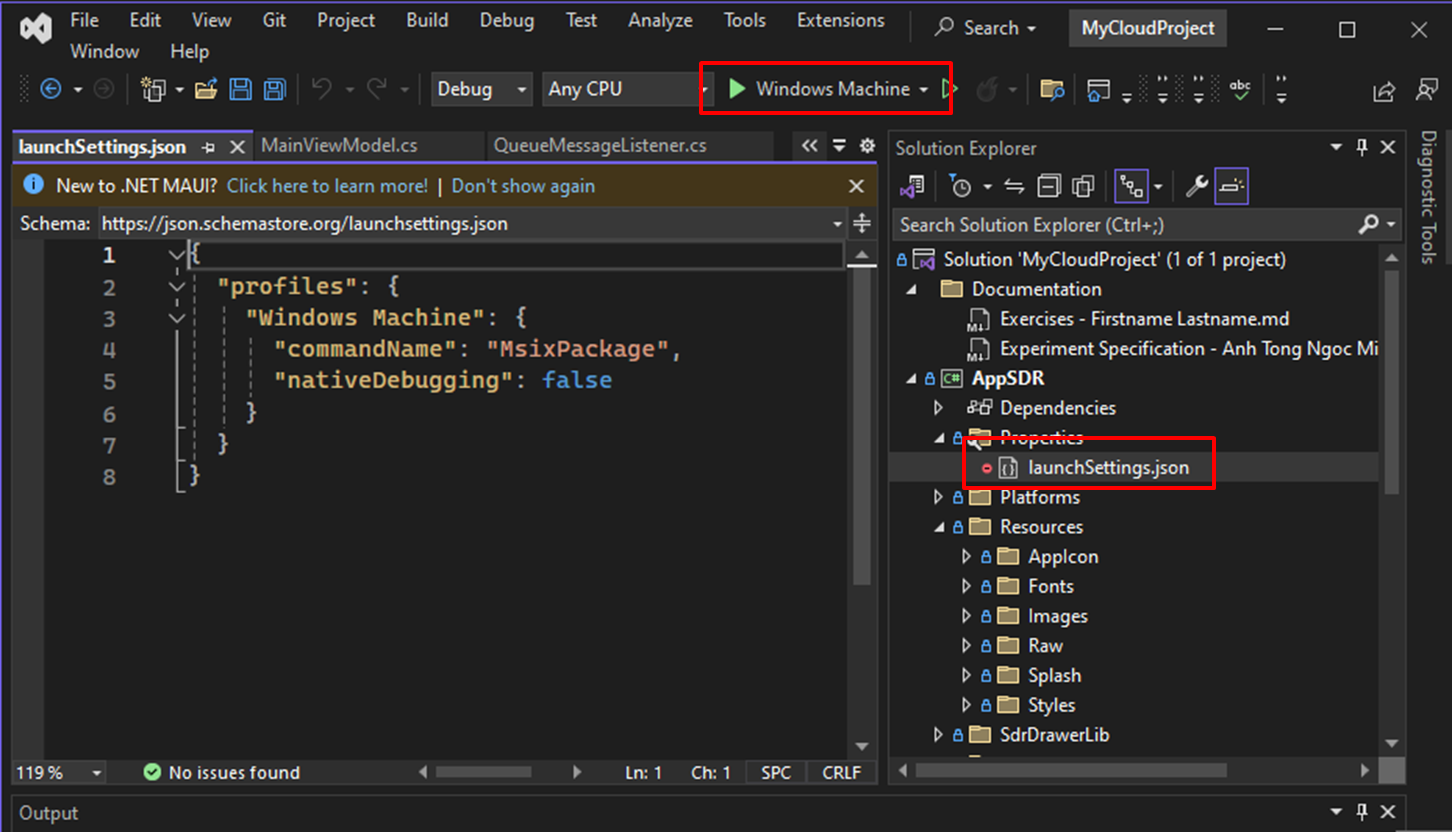 File Edit View Git Project Build Debug Test Analyze Tools Extensions Search MyCloudProject
Window Help
Debug Any CPU Windows Machine abc
launchSettings.json MainViewModel.cs QueueMessageListener.cs
New to .NET MAUI? Click here to learn more! | Don't show again
Schema: https://json.schemastore.org/launchsettings.json
1 {
2 "profiles": {
3 "Windows Machine": {
4 "commandName": "MsixPackage",
5 "nativeDebugging": false
6 }
7 }
8 }
119 % No issues found Ln: 1 Ch: 1 SPC CRLF
Solution Explorer
Search Solution Explorer (Ctrl+;)
Solution 'MyCloudProject' (1 of 1 project)
Documentation
M↓ Exercises - Firstname Lastname.md
M↓ Experiment Specification - Anh Tong Ngoc Mi
C# AppSDR
Dependencies
Properties
{} launchSettings.json
Platforms
Resources
AppIcon
Fonts
Images
Raw
Splash
Styles
SdrDrawerLib
Diagnostic Tools
Output